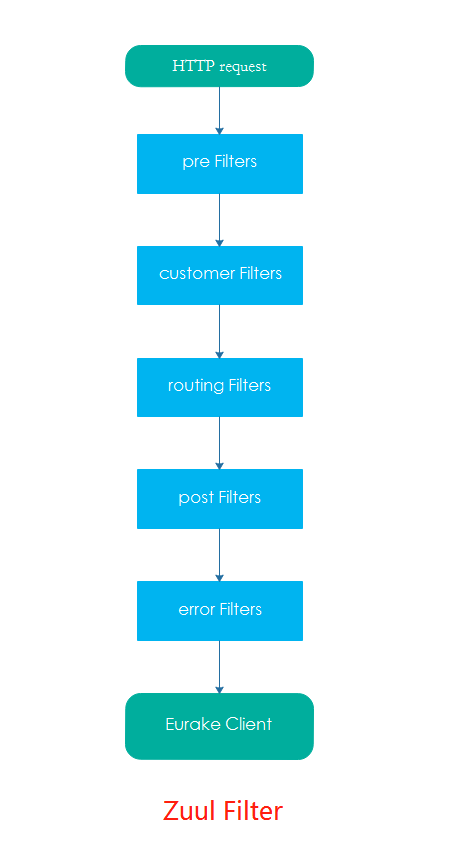 HTTP request
pre Filters
customer Filters
routing Filters
post Filters
error Filters
Eurake Client
Zuul Filter